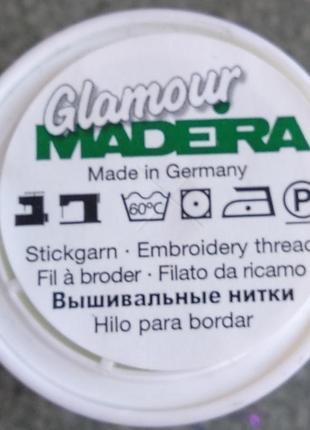 Glamour
MADEIRA
Made in Germany
60°C P
Stickgarn · Embroidery thread
Fil à broder · Filato da ricamo
Вышивальные нитки
Hilo para bordar